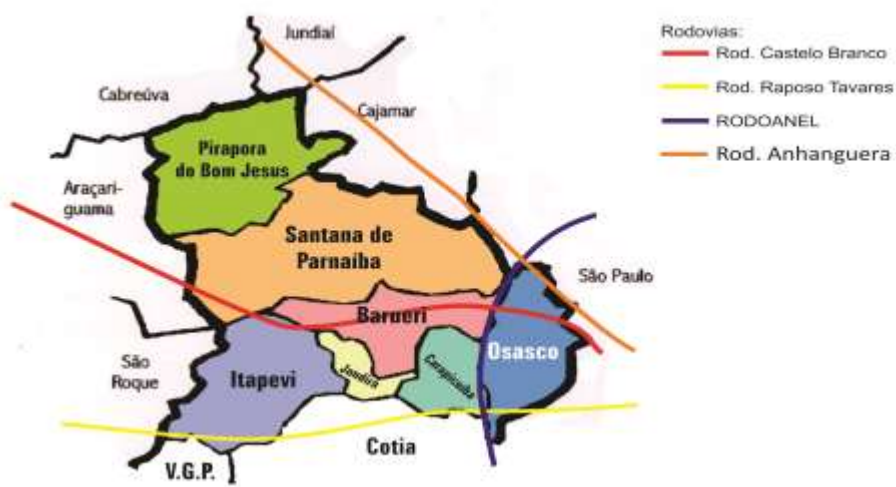 Jundiaí
Cabreúva
Cajamar
Pirapora
do Bom Jesus
Araçari-
guama
Santana de
Parnaíba
São Paulo
Barueri
Osasco
São
Roque
Itapevi
Jandira
Carapicuíba
Cotia
V.G.P.
Rodovias:
Rod. Castelo Branco
Rod. Raposo Tavares
RODOANEL
Rod. Anhanguera